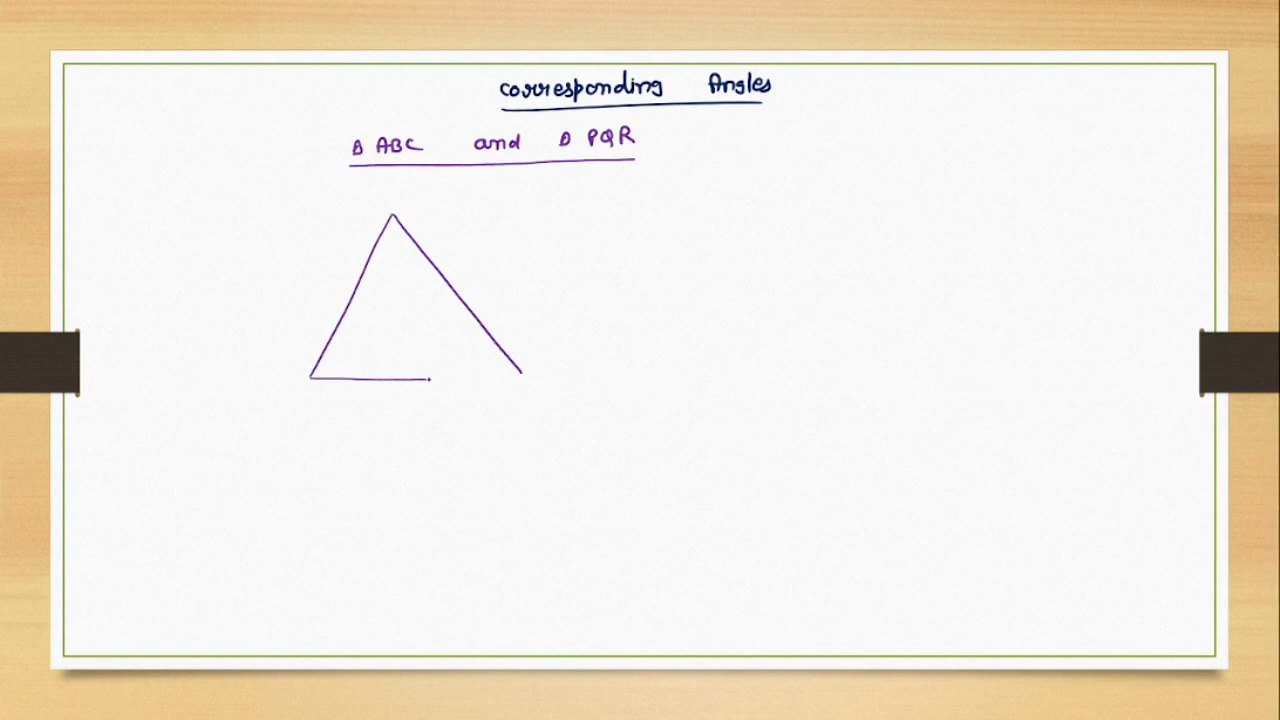 corresponding Angles
Δ ABC and Δ PQR